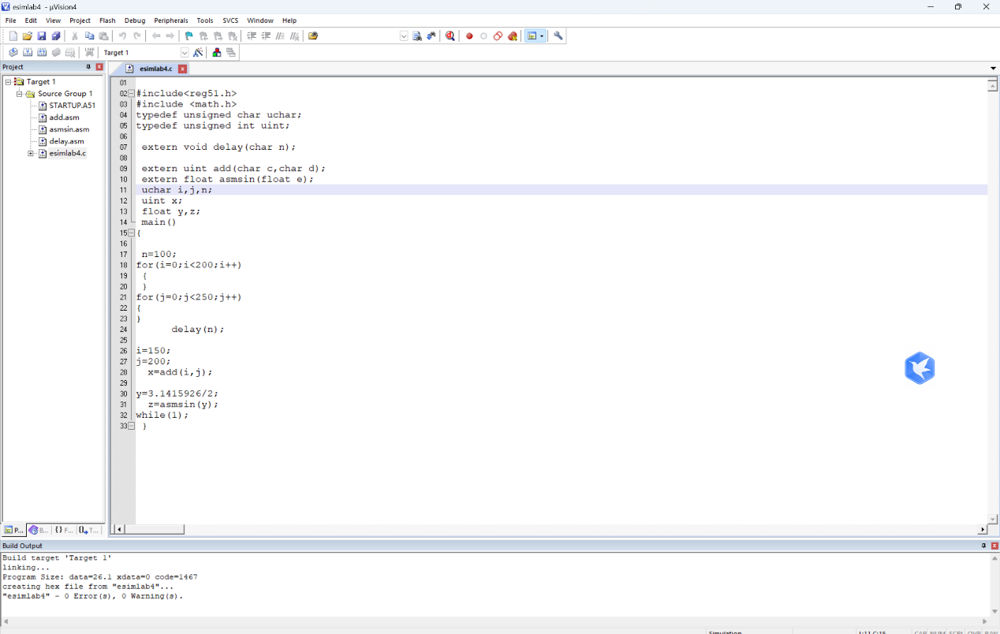 esimlab4 - µVision4
File Edit View Project Flash Debug Peripherals Tools SVCS Window Help
LOAD Target 1
Project
esimlab4.c
Target 1
Source Group 1
STARTUP.A51
add.asm
asmsin.asm
delay.asm
esimlab4.c
01
02 #include<reg51.h>
03 #include <math.h>
04 typedef unsigned char uchar;
05 typedef unsigned int uint;
06
07 extern void delay(char n);
08
09 extern uint add(char c,char d);
10 extern float asmsin(float e);
11 uchar i,j,n;
12 uint x;
13 float y,z;
14 main()
15 {
16
17 n=100;
18 for(i=0;i<200;i++)
19 {
20 }
21 for(j=0;j<250;j++)
22 {
23 }
24 delay(n);
25
26 i=150;
27 j=200;
28 x=add(i,j);
29
30 y=3.1415926/2;
31 z=asmsin(y);
32 while(1);
33 }
P... B... {} F... T...
Build Output
Build target 'Target 1'
linking...
Program Size: data=26.1 xdata=0 code=1467
creating hex file from "esimlab4"...
"esimlab4" - 0 Error(s), 0 Warning(s).
Simulation L:11 C:15 CAP NUM SCRL OVR R/W